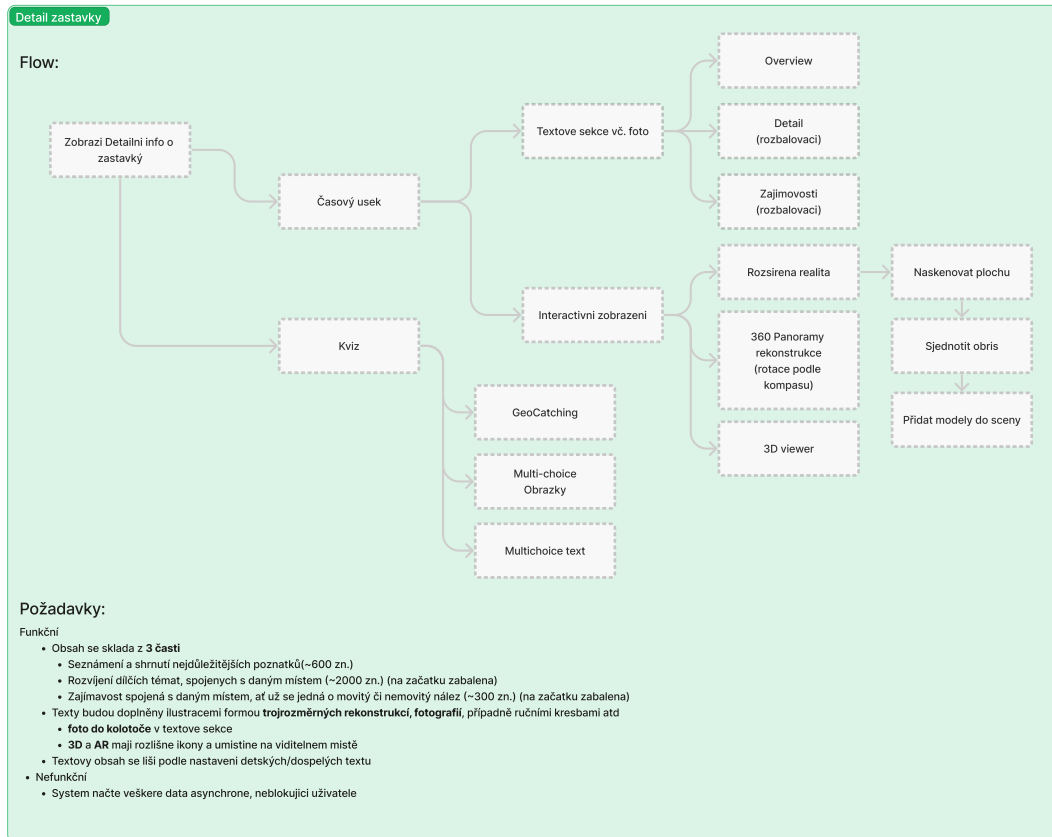 Detail zastavky
Flow:
Zobrazi Detailni info o
zastavký
Časový usek
Kviz
Textove sekce vč. foto
Overview
Detail
(rozbalovaci)
Zajimovosti
(rozbalovaci)
Interactivni zobrazeni
Rozsirena realita
Naskenovat plochu
Sjednotit obris
Přidat modely do sceny
360 Panoramy
rekonstrukce
(rotace podle
kompasu)
3D viewer
GeoCatching
Multi-choice
Obrazky
Multichoice text
Požadavky:
Funkční
• Obsah se sklada z 3 časti
• Seznámení a shrnutí nejdůležitějších poznatků(~600 zn.)
• Rozvíjení dílčích témat, spojených s daným místem (~2000 zn.) (na začatku zabalena)
• Zajímavost spojená s daným místem, ať už se jedná o movitý či nemovitý nález (~300 zn.) (na začatku zabalena)
• Texty budou doplněny ilustracemi formou trojrozměrných rekonstrukcí, fotografií, případně ručními kresbami atd
• foto do kolotoče v textove sekce
• 3D a AR maji rozlišne ikony a umistine na viditelnem mistě
• Textovy obsah se liši podle nastaveni detských/dospelých textu
• Nefunkční
• System načte veškere data asynchrone, neblokujici uživatele